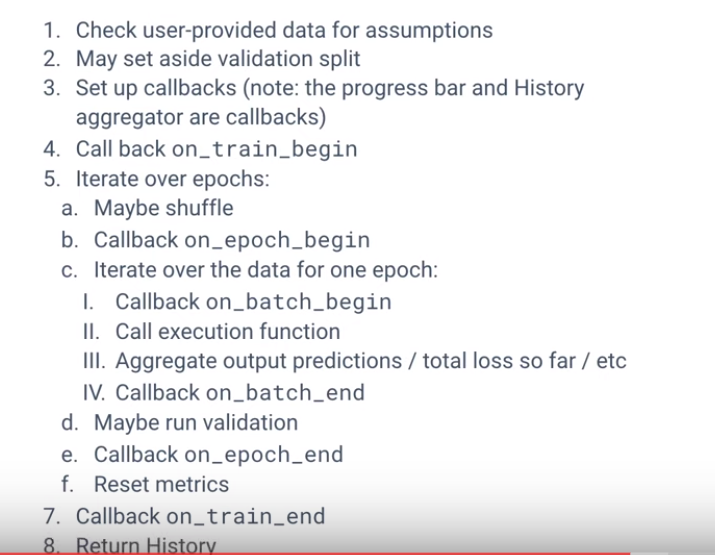 1. Check user-provided data for assumptions
2. May set aside validation split
3. Set up callbacks (note: the progress bar and History
aggregator are callbacks)
4. Call back on_train_begin
5. Iterate over epochs:
a. Maybe shuffle
b. Callback on_epoch_begin
c. Iterate over the data for one epoch:
I. Callback on_batch_begin
II. Call execution function
III. Aggregate output predictions / total loss so far / etc
IV. Callback on_batch_end
d. Maybe run validation
e. Callback on_epoch_end
f. Reset metrics
7. Callback on_train_end
8. Return History